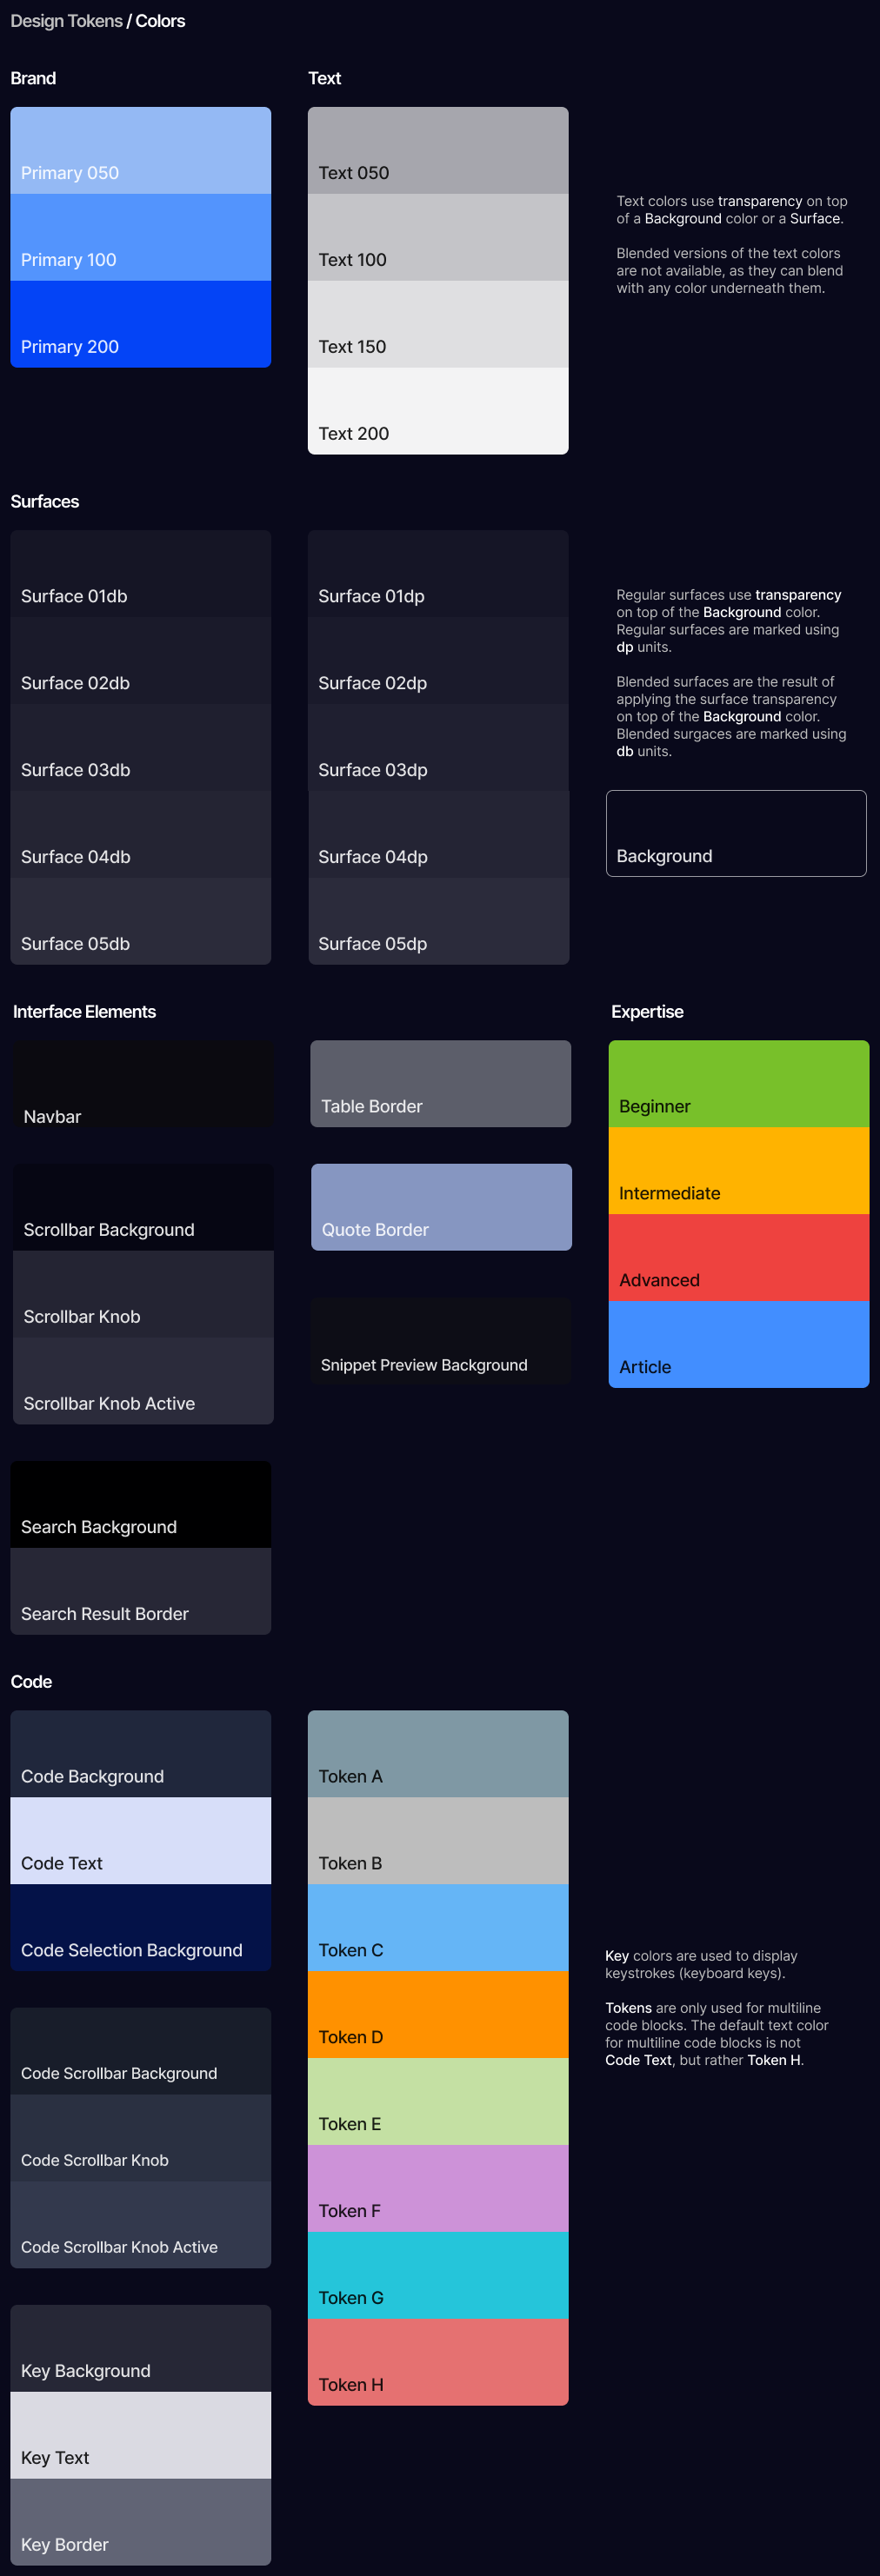 Design Tokens / Colors
Brand
Primary 050
Primary 100
Primary 200
Text
Text 050
Text 100
Text 150
Text 200
Text colors use transparency on top
of a Background color or a Surface.
Blended versions of the text colors
are not available, as they can blend
with any color underneath them.
Surfaces
Surface 01db
Surface 02db
Surface 03db
Surface 04db
Surface 05db
Surface 01dp
Surface 02dp
Surface 03dp
Surface 04dp
Surface 05dp
Regular surfaces use transparency
on top of the Background color.
Regular surfaces are marked using
dp units.
Blended surfaces are the result of
applying the surface transparency
on top of the Background color.
Blended surgaces are marked using
db units.
Background
Interface Elements
Navbar
Scrollbar Background
Scrollbar Knob
Scrollbar Knob Active
Search Background
Search Result Border
Table Border
Quote Border
Snippet Preview Background
Expertise
Beginner
Intermediate
Advanced
Article
Code
Code Background
Code Text
Code Selection Background
Code Scrollbar Background
Code Scrollbar Knob
Code Scrollbar Knob Active
Key Background
Key Text
Key Border
Token A
Token B
Token C
Token D
Token E
Token F
Token G
Token H
Key colors are used to display
keystrokes (keyboard keys).
Tokens are only used for multiline
code blocks. The default text color
for multiline code blocks is not
Code Text, but rather Token H.